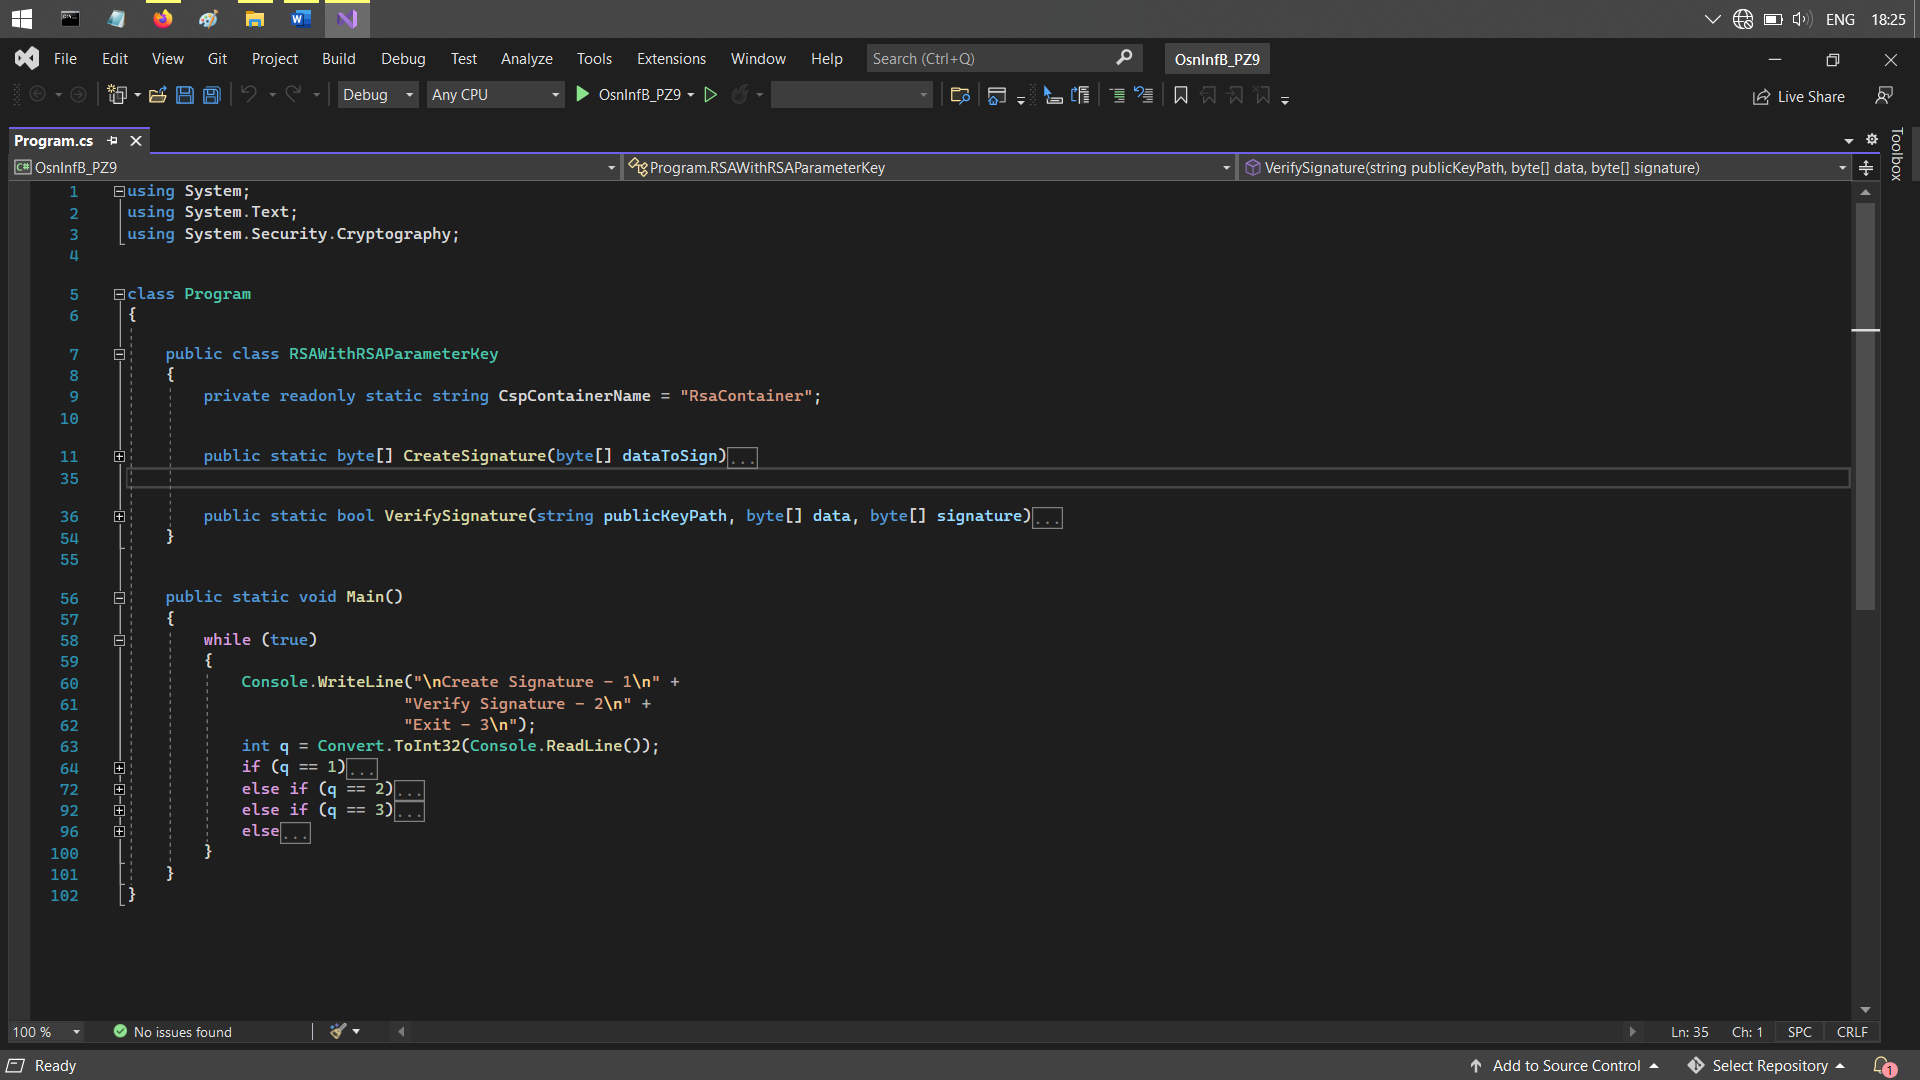 ENG 18:25
File Edit View Git Project Build Debug Test Analyze Tools Extensions Window Help Search (Ctrl+Q) OsnInfB_PZ9
Debug Any CPU OsnInfB_PZ9 Live Share
Program.cs
Toolbox
C# OsnInfB_PZ9 Program.RSAWithRSAParameterKey VerifySignature(string publicKeyPath, byte[] data, byte[] signature)
1 using System;
2 using System.Text;
3 using System.Security.Cryptography;
4
5 class Program
6 {
7 public class RSAWithRSAParameterKey
8 {
9 private readonly static string CspContainerName = "RsaContainer";
10
11 public static byte[] CreateSignature(byte[] dataToSign)...
35
36 public static bool VerifySignature(string publicKeyPath, byte[] data, byte[] signature)...
54 }
55
56 public static void Main()
57 {
58 while (true)
59 {
60 Console.WriteLine("\nCreate Signature - 1\n" +
61 "Verify Signature - 2\n" +
62 "Exit - 3\n");
63 int q = Convert.ToInt32(Console.ReadLine());
64 if (q == 1)...
72 else if (q == 2)...
92 else if (q == 3)...
96 else...
100 }
101 }
102 }
100 % No issues found Ln: 35 Ch: 1 SPC CRLF
Ready Add to Source Control Select Repository 1